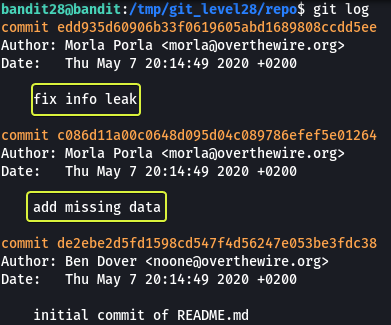 bandit28@bandit:/tmp/git_level28/repo$ git log
commit edd935d60906b33f0619605abd1689808ccdd5ee
Author: Morla Porla <morla@overthewire.org>
Date:   Thu May 7 20:14:49 2020 +0200
fix info leak
commit c086d11a00c0648d095d04c089786efef5e01264
Author: Morla Porla <morla@overthewire.org>
Date:   Thu May 7 20:14:49 2020 +0200
add missing data
commit de2ebe2d5fd1598cd547f4d56247e053be3fdc38
Author: Ben Dover <noone@overthewire.org>
Date:   Thu May 7 20:14:49 2020 +0200
initial commit of README.md